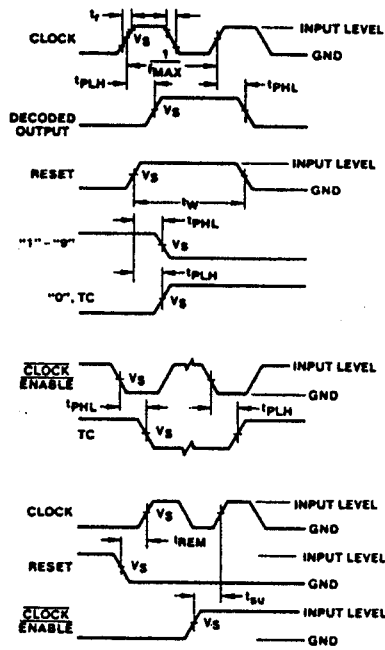 tr
INPUT LEVEL
CLOCK
VS
GND
1
fMAX
tPLH
tPHL
DECODED
OUTPUT
VS
INPUT LEVEL
RESET
VS
GND
tW
tPHL
"1" - "9"
VS
tPLH
"0", TC
VS
CLOCK
ENABLE
VS
INPUT LEVEL
GND
tPHL
tPLH
TC
VS
CLOCK
VS
INPUT LEVEL
GND
tREM
INPUT LEVEL
RESET
VS
GND
tsu
CLOCK
ENABLE
VS
INPUT LEVEL
GND